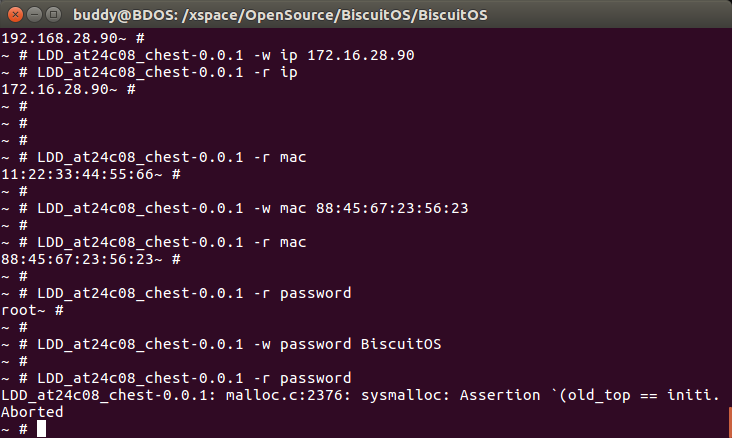 buddy@BDOS: /xspace/OpenSource/BiscuitOS/BiscuitOS
192.168.28.90~ #
~ # LDD_at24c08_chest-0.0.1 -w ip 172.16.28.90
~ # LDD_at24c08_chest-0.0.1 -r ip
172.16.28.90~ #
~ #
~ #
~ #
~ # LDD_at24c08_chest-0.0.1 -r mac
11:22:33:44:55:66~ #
~ #
~ # LDD_at24c08_chest-0.0.1 -w mac 88:45:67:23:56:23
~ #
~ # LDD_at24c08_chest-0.0.1 -r mac
88:45:67:23:56:23~ #
~ #
~ # LDD_at24c08_chest-0.0.1 -r password
root~ #
~ #
~ # LDD_at24c08_chest-0.0.1 -w password BiscuitOS
~ #
~ # LDD_at24c08_chest-0.0.1 -r password
LDD_at24c08_chest-0.0.1: malloc.c:2376: sysmalloc: Assertion `(old_top == initi.
Aborted
~ #